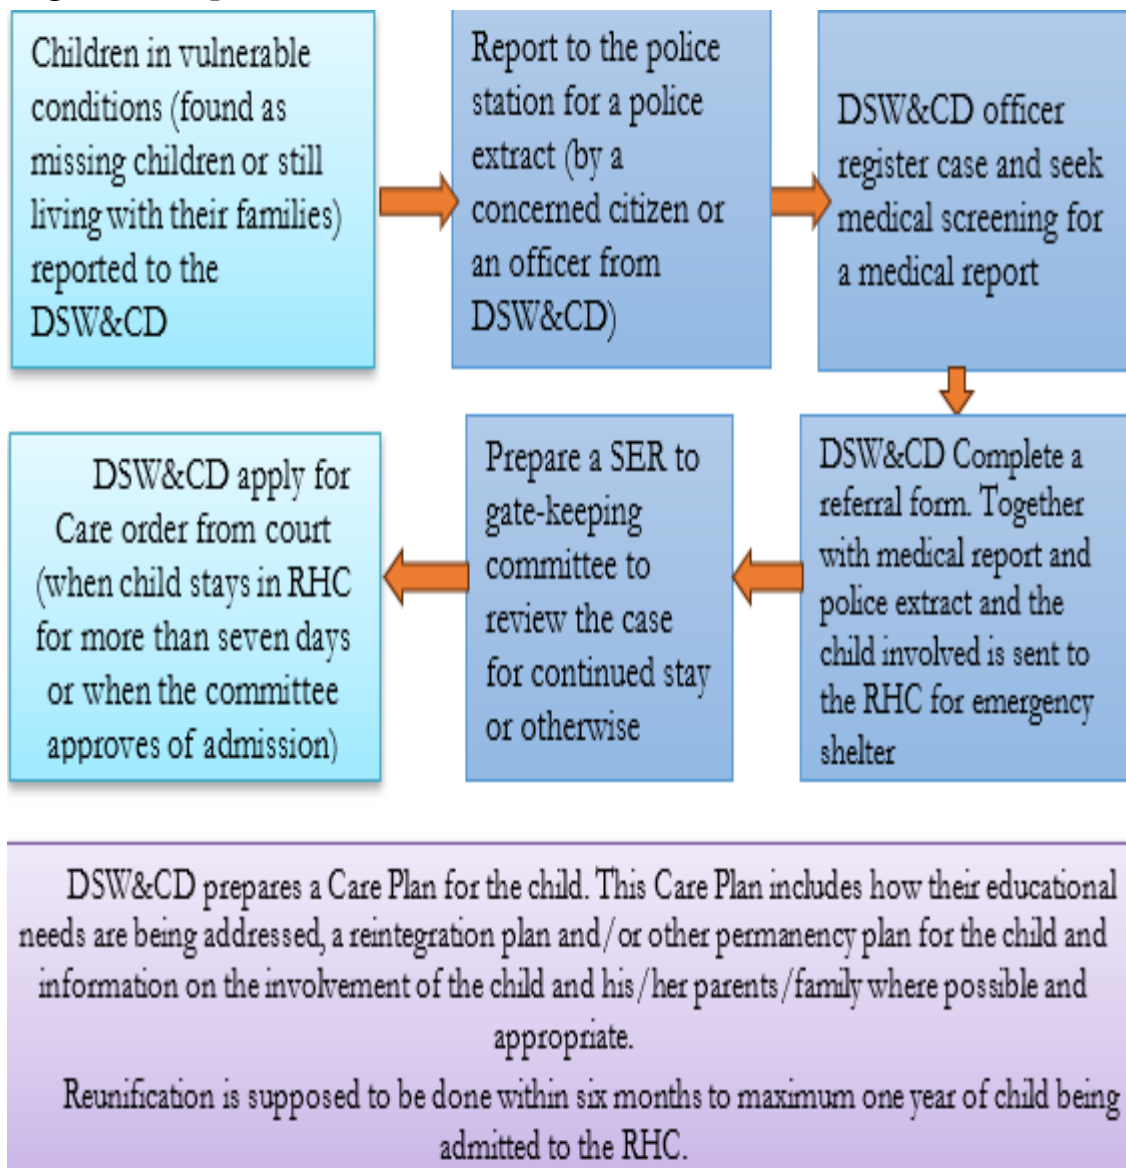 Children in vulnerable
conditions (found as
missing children or still
living with their families)
reported to the
DSW&CD
Report to the police
station for a police
extract (by a
concerned citizen or
an officer from
DSW&CD)
DSW&CD officer
register case and seek
medical screening for
a medical report
DSW&CD Complete a
referral form. Together
with medical report and
police extract and the
child involved is sent to
the RHC for emergency
shelter
Prepare a SER to
gate-keeping
committee to
review the case
for continued stay
or otherwise
DSW&CD apply for
Care order from court
(when child stays in RHC
for more than seven days
or when the committee
approves of admission)
DSW&CD prepares a Care Plan for the child. This Care Plan includes how their educational
needs are being addressed, a reintegration plan and/or other permanency plan for the child and
information on the involvement of the child and his/her parents/family where possible and
appropriate.
Reunification is supposed to be done within six months to maximum one year of child being
admitted to the RHC.